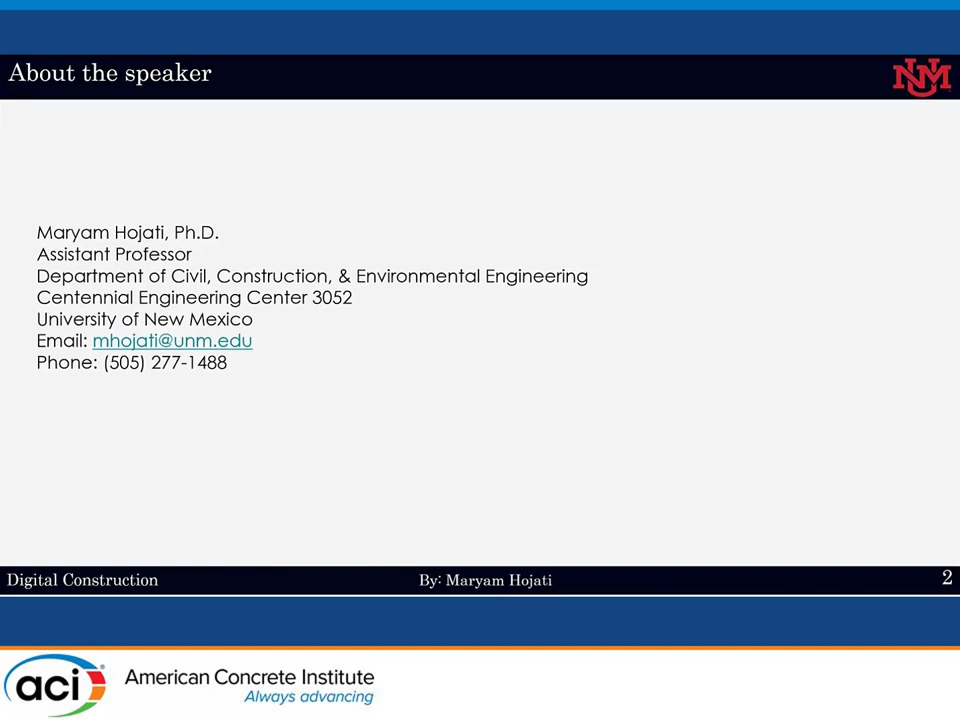 About the speaker
UNM
Maryam Hojati, Ph.D.
Assistant Professor
Department of Civil, Construction, & Environmental Engineering
Centennial Engineering Center 3052
University of New Mexico
Email: mhojati@unm.edu
Phone: (505) 277-1488
Digital Construction
By: Maryam Hojati
2
aci
American Concrete Institute
Always advancing